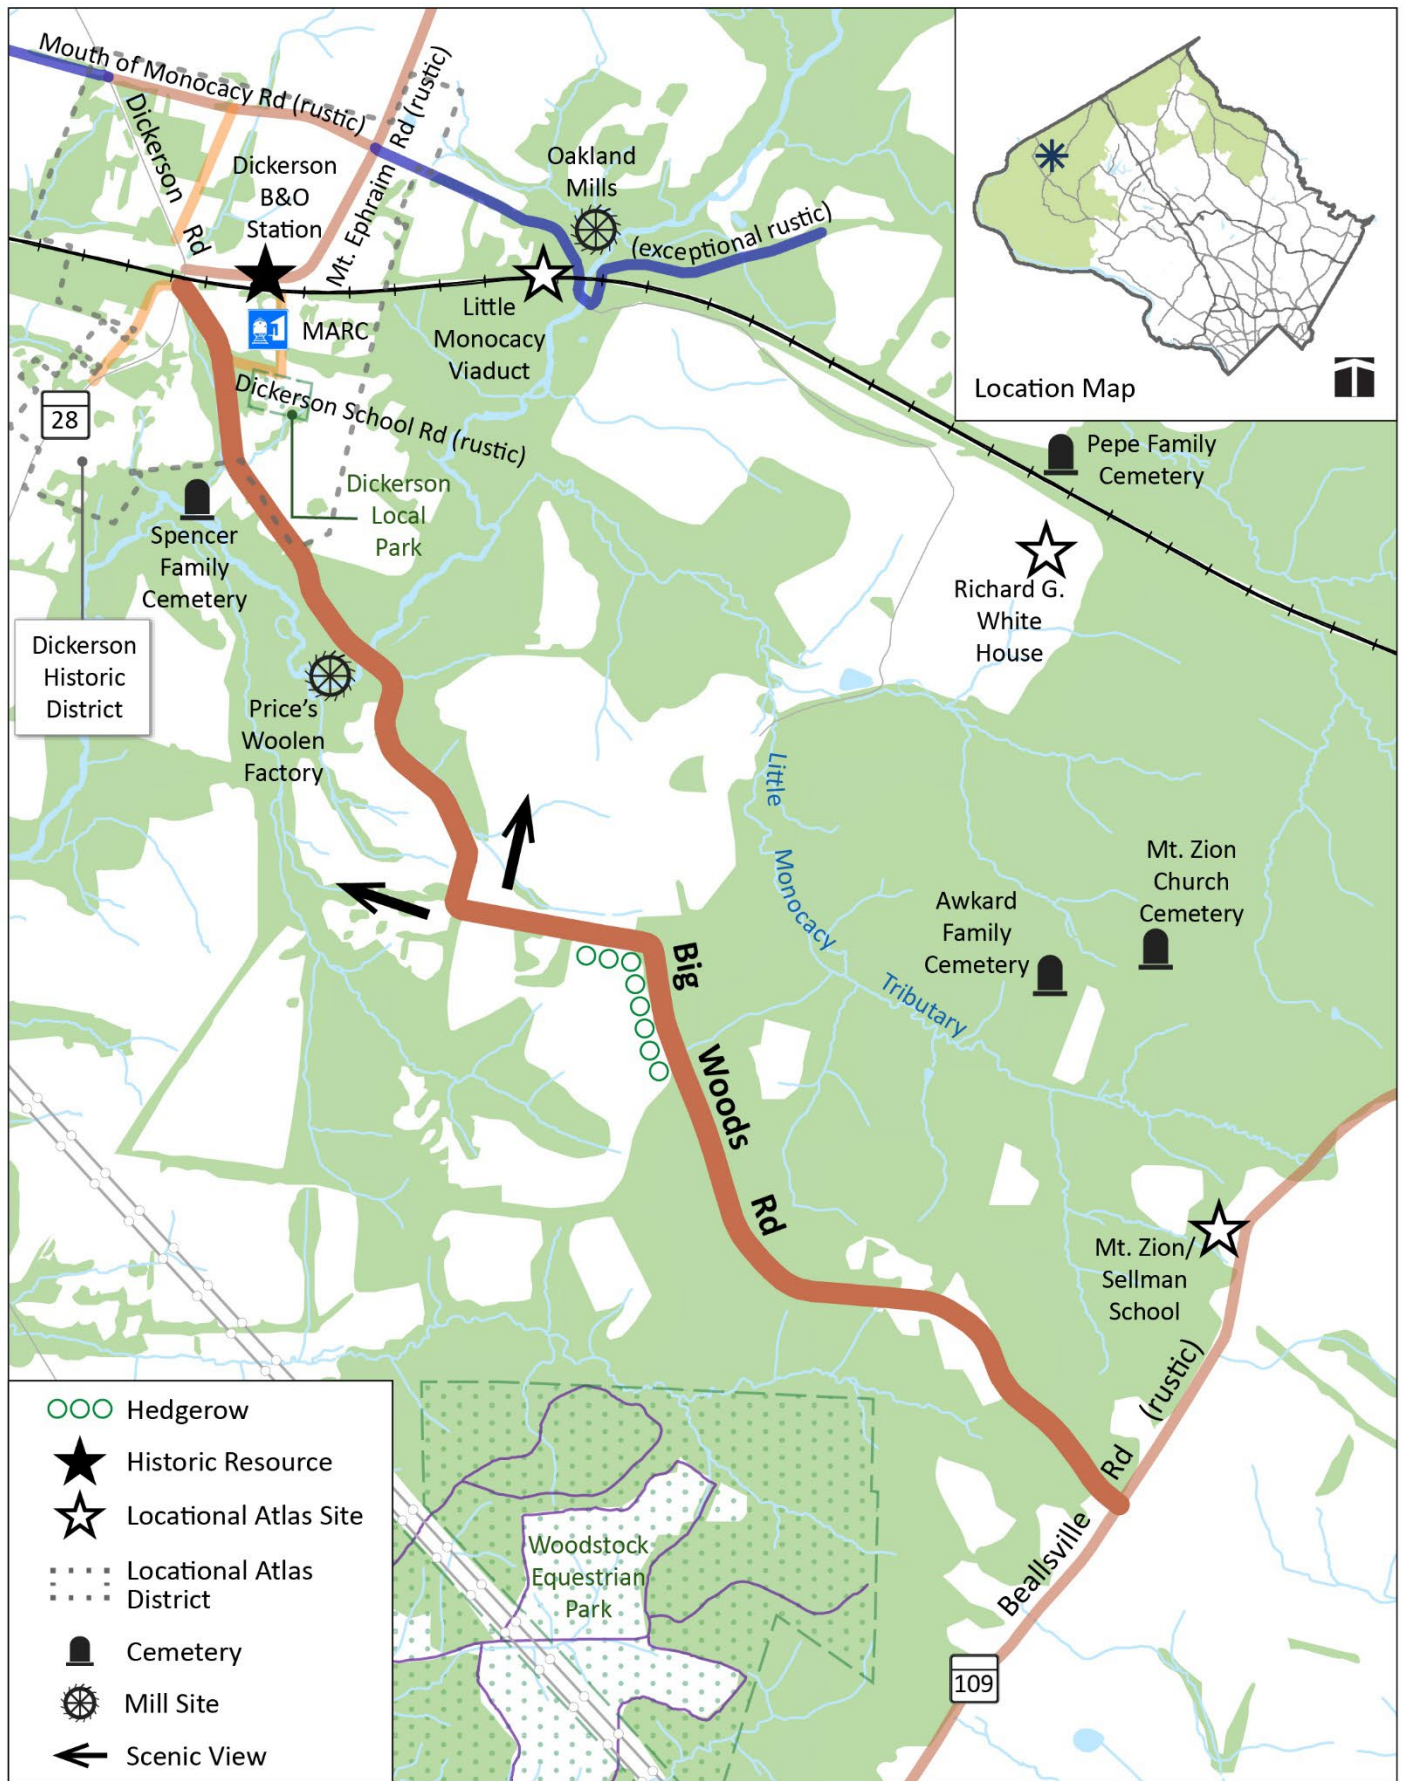 Mouth of Monocacy Rd (rustic)
Dickerson Rd
Mt. Ephraim Rd (rustic)
Dickerson
B&O
Station
Oakland
Mills
(exceptional rustic)
Little
Monocacy
Viaduct
MARC
28
Dickerson School Rd (rustic)
Dickerson
Local
Park
Spencer
Family
Cemetery
Dickerson
Historic
District
Price's
Woolen
Factory
Location Map
Pepe Family
Cemetery
Richard G.
White
House
Little Monocacy Tributary
Mt. Zion
Church
Cemetery
Awkard
Family
Cemetery
Big Woods Rd
Mt. Zion/
Sellman
School
Beallsville Rd (rustic)
109
Woodstock
Equestrian
Park
Hedgerow
Historic Resource
Locational Atlas Site
Locational Atlas
District
Cemetery
Mill Site
Scenic View